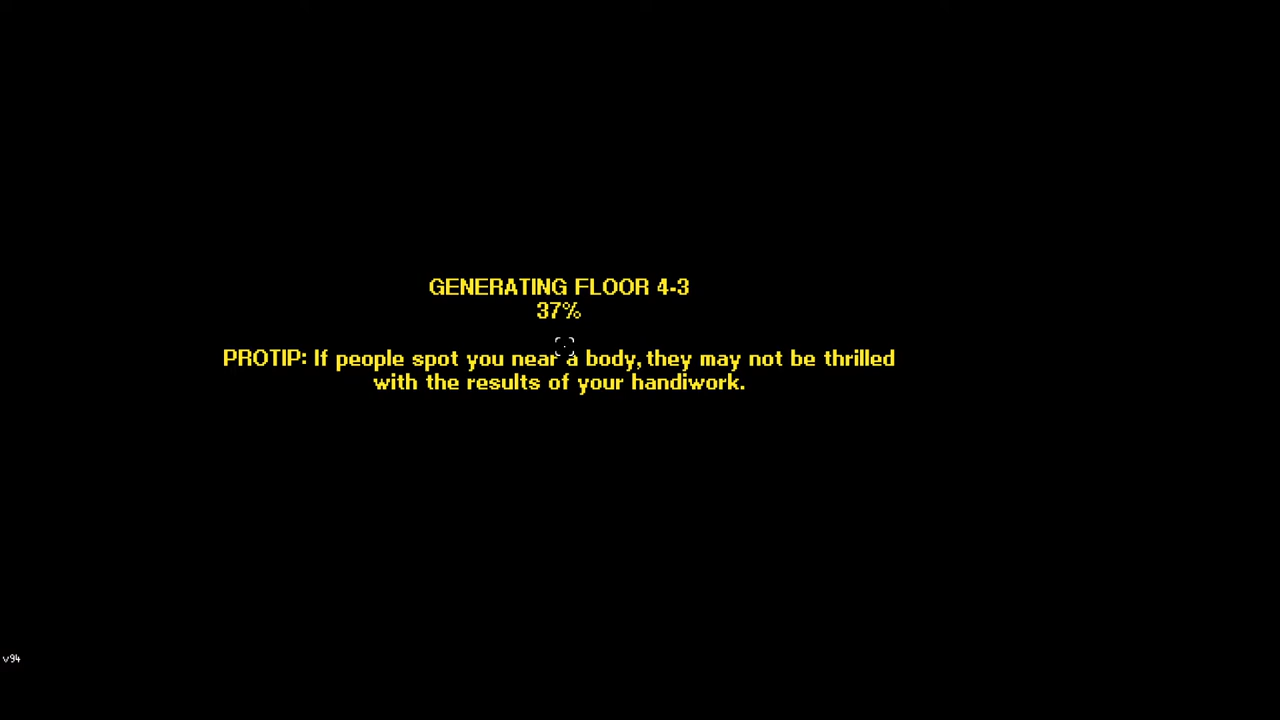 GENERATING FLOOR 4-3
37%
PROTIP: If people spot you near a body, they may not be thrilled
with the results of your handiwork.
v94